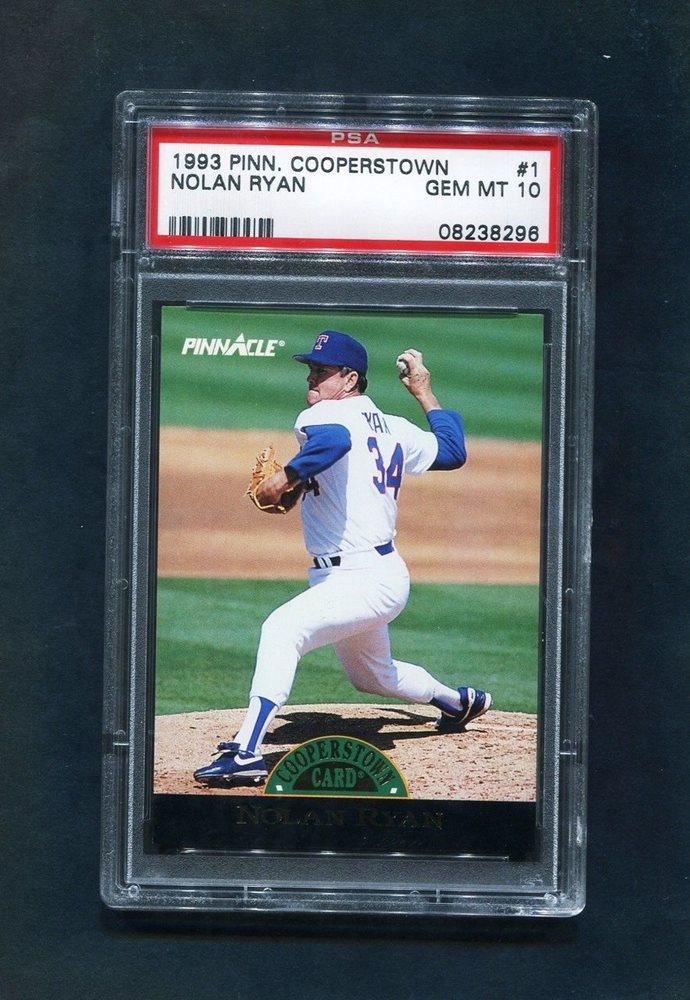 PSA
1993 PINN. COOPERSTOWN #1
NOLAN RYAN GEM MT 10
08238296
PINNACLE®
T
34
COOPERSTOWN
CARD®
NOLAN RYAN